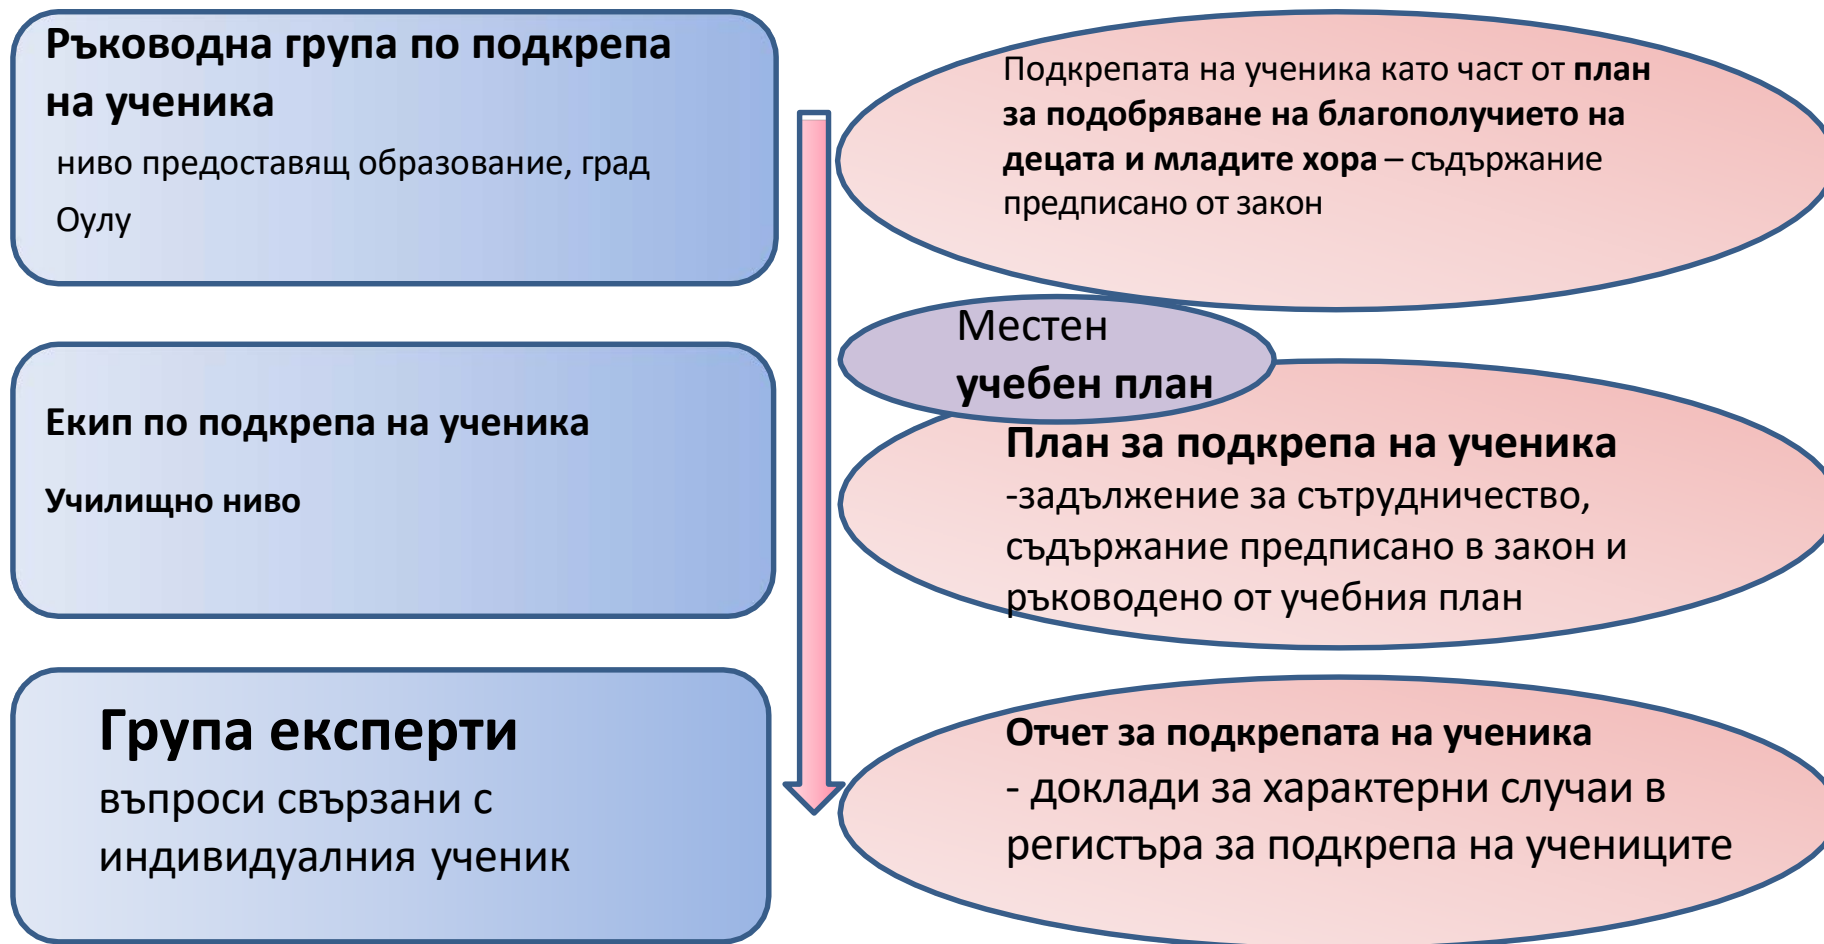 Ръководна група по подкрепа
на ученика
ниво предоставящ образование, град
Оулу
Подкрепата на ученика като част от план
за подобряване на благополучието на
децата и младите хора – съдържание
предписано от закон
Местен
учебен план
Екип по подкрепа на ученика
Училищно ниво
План за подкрепа на ученика
-задължение за сътрудничество,
съдържание предписано в закон и
ръководено от учебния план
Група експерти
въпроси свързани с
индивидуалния ученик
Отчет за подкрепата на ученика
- доклади за характерни случаи в
регистъра за подкрепа на учениците